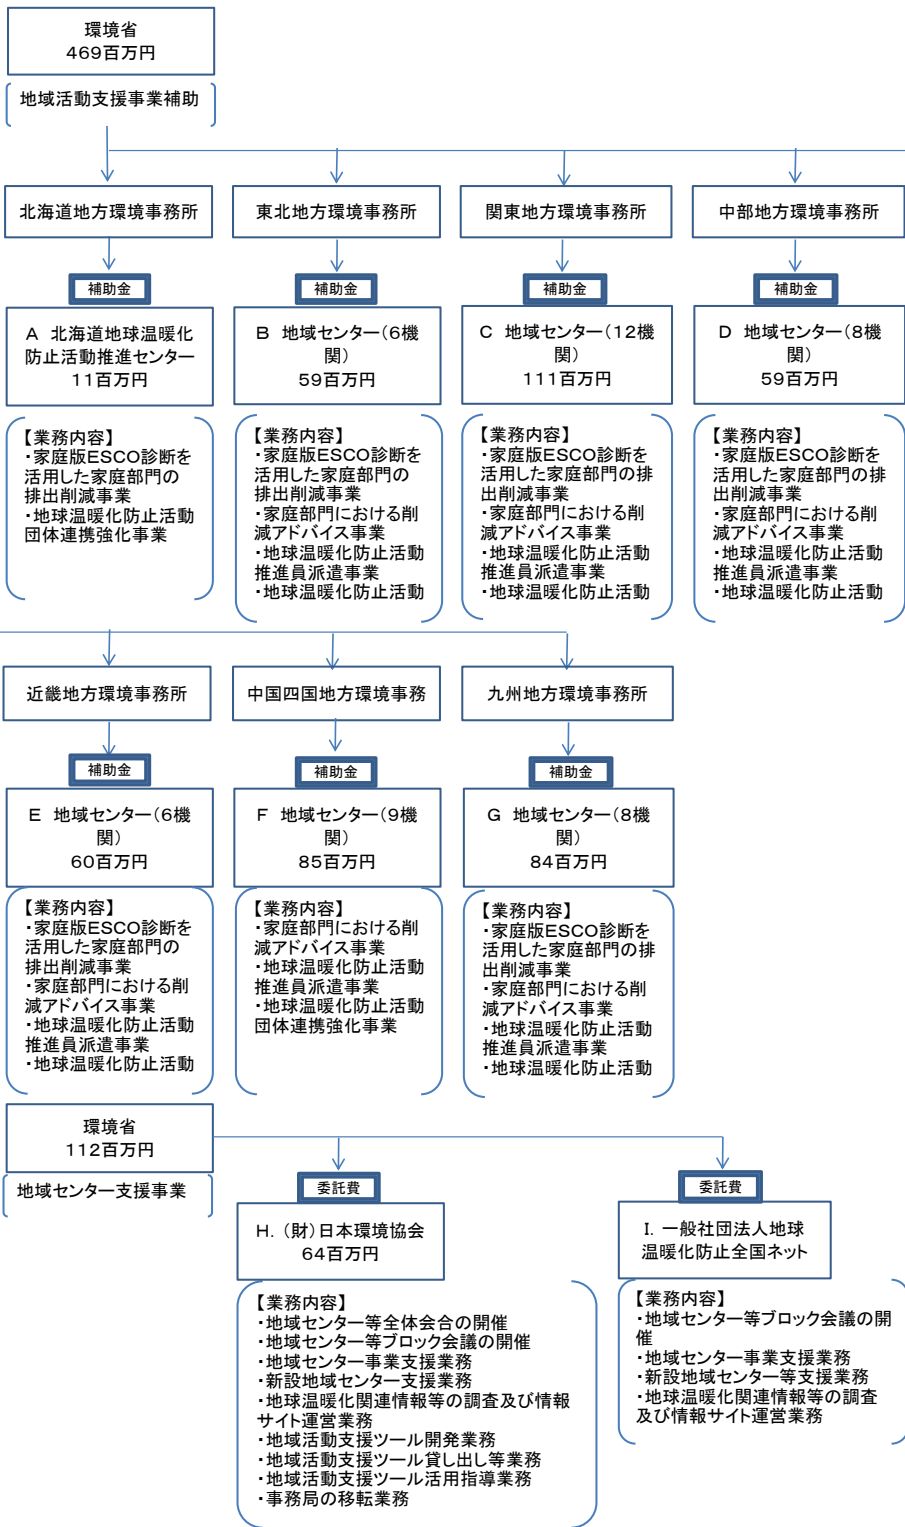 環境省
469百万円
地域活動支援事業補助
北海道地方環境事務所
東北地方環境事務所
関東地方環境事務所
中部地方環境事務所
補助金
補助金
補助金
補助金
A 北海道地球温暖化
防止活動推進センター
11百万円
B 地域センター(6機
関)
59百万円
C 地域センター(12機
関)
111百万円
D 地域センター(8機
関)
59百万円
【業務内容】
・家庭版ESCO診断を
活用した家庭部門の
排出削減事業
・地球温暖化防止活動
団体連携強化事業
【業務内容】
・家庭版ESCO診断を
活用した家庭部門の
排出削減事業
・家庭部門における削
減アドバイス事業
・地球温暖化防止活動
推進員派遣事業
・地球温暖化防止活動
【業務内容】
・家庭版ESCO診断を
活用した家庭部門の排
出削減事業
・家庭部門における削
減アドバイス事業
・地球温暖化防止活動
推進員派遣事業
・地球温暖化防止活動
【業務内容】
・家庭版ESCO診断を
活用した家庭部門の排
出削減事業
・家庭部門における削
減アドバイス事業
・地球温暖化防止活動
推進員派遣事業
・地球温暖化防止活動
近畿地方環境事務所
中国四国地方環境事務
九州地方環境事務所
補助金
補助金
補助金
E 地域センター(6機
関)
60百万円
F 地域センター(9機
関)
85百万円
G 地域センター(8機
関)
84百万円
【業務内容】
・家庭版ESCO診断を
活用した家庭部門の
排出削減事業
・家庭部門における削
減アドバイス事業
・地球温暖化防止活動
推進員派遣事業
・地球温暖化防止活動
【業務内容】
・家庭部門における削
減アドバイス事業
・地球温暖化防止活動
推進員派遣事業
・地球温暖化防止活動
団体連携強化事業
【業務内容】
・家庭版ESCO診断を
活用した家庭部門の排
出削減事業
・家庭部門における削
減アドバイス事業
・地球温暖化防止活動
推進員派遣事業
・地球温暖化防止活動
環境省
112百万円
地域センター支援事業
委託費
委託費
H. (財)日本環境協会
64百万円
I. 一般社団法人地球
温暖化防止全国ネット
【業務内容】
・地域センター等全体会合の開催
・地域センター等ブロック会議の開催
・地域センター事業支援業務
・新設地域センター支援業務
・地球温暖化関連情報等の調査及び情報
サイト運営業務
・地域活動支援ツール開発業務
・地域活動支援ツール貸し出し等業務
・地域活動支援ツール活用指導業務
・事務局の移転業務
【業務内容】
・地域センター等ブロック会議の開
催
・地域センター事業支援業務
・新設地域センター等支援業務
・地球温暖化関連情報等の調査
及び情報サイト運営業務